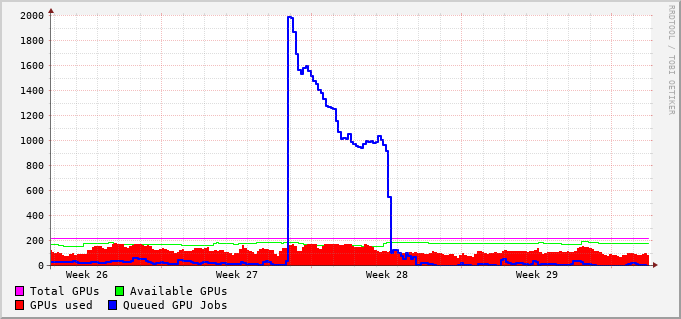 RRDTOOL / TOBI OETIKER
2000
1800
1600
1400
1200
1000
800
600
400
200
0
Week 26 Week 27 Week 28 Week 29
Total GPUs Available GPUs
GPUs used Queued GPU Jobs